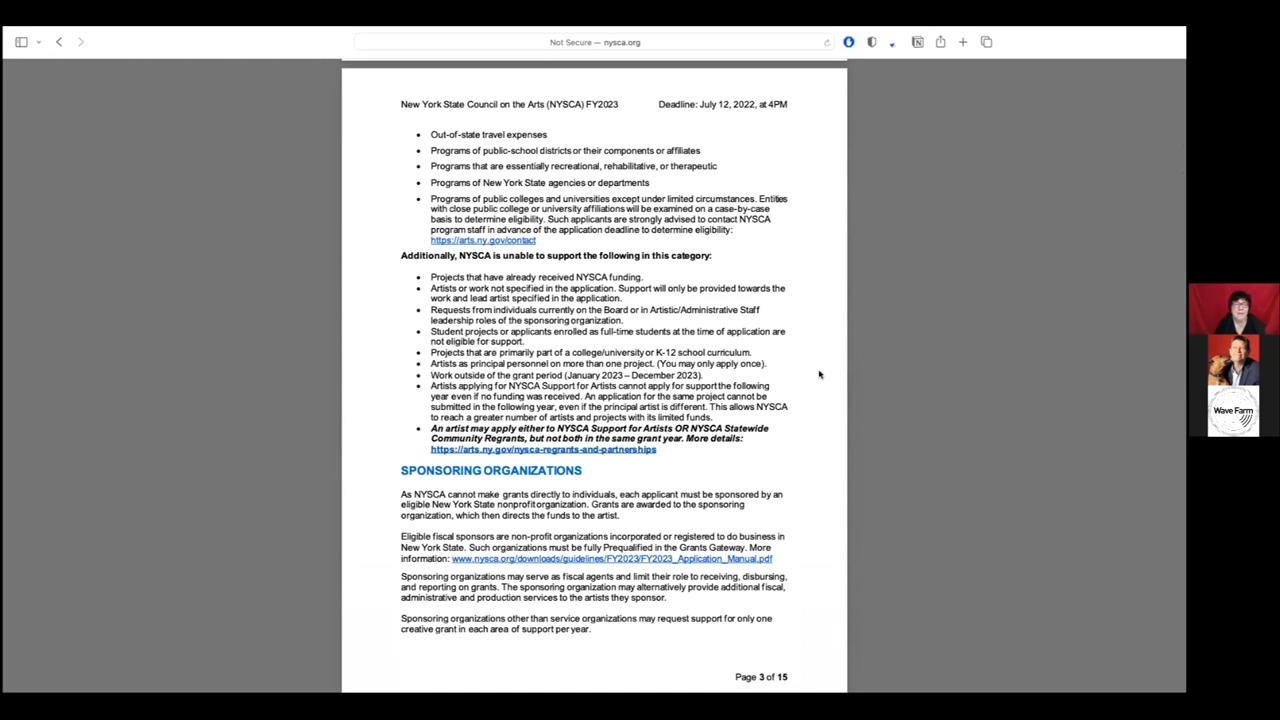 Not Secure — nysca.org
New York State Council on the Arts (NYSCA) FY2023 Deadline: July 12, 2022, at 4PM
• Out-of-state travel expenses
• Programs of public-school districts or their components or affiliates
• Programs that are essentially recreational, rehabilitative, or therapeutic
• Programs of New York State agencies or departments
• Programs of public colleges and universities except under limited circumstances. Entities
with close public college or university affiliations will be examined on a case-by-case
basis to determine eligibility. Such applicants are strongly advised to contact NYSCA
program staff in advance of the application deadline to determine eligibility:
https://arts.ny.gov/contact
Additionally, NYSCA is unable to support the following in this category:
• Projects that have already received NYSCA funding.
• Artists or work not specified in the application. Support will only be provided towards the
work and lead artist specified in the application.
• Requests from individuals currently on the Board or in Artistic/Administrative Staff
leadership roles of the sponsoring organization.
• Student projects or applicants enrolled as full-time students at the time of application are
not eligible for support.
• Projects that are primarily part of a college/university or K-12 school curriculum.
• Artists as principal personnel on more than one project. (You may only apply once).
• Work outside of the grant period (January 2023 – December 2023).
• Artists applying for NYSCA Support for Artists cannot apply for support the following
year even if no funding was received. An application for the same project cannot be
submitted in the following year, even if the principal artist is different. This allows NYSCA
to reach a greater number of artists and projects with its limited funds.
• An artist may apply either to NYSCA Support for Artists OR NYSCA Statewide
Community Regrants, but not both in the same grant year. More details:
https://arts.ny.gov/nysca-regrants-and-partnerships
SPONSORING ORGANIZATIONS
As NYSCA cannot make grants directly to individuals, each applicant must be sponsored by an
eligible New York State nonprofit organization. Grants are awarded to the sponsoring
organization, which then directs the funds to the artist.
Eligible fiscal sponsors are non-profit organizations incorporated or registered to do business in
New York State. Such organizations must be fully Prequalified in the Grants Gateway. More
information: www.nysca.org/downloads/guidelines/FY2023/FY2023_Application_Manual.pdf
Sponsoring organizations may serve as fiscal agents and limit their role to receiving, disbursing,
and reporting on grants. The sponsoring organization may alternatively provide additional fiscal,
administrative and production services to the artists they sponsor.
Sponsoring organizations other than service organizations may request support for only one
creative grant in each area of support per year.
Page 3 of 15
Wave Farm